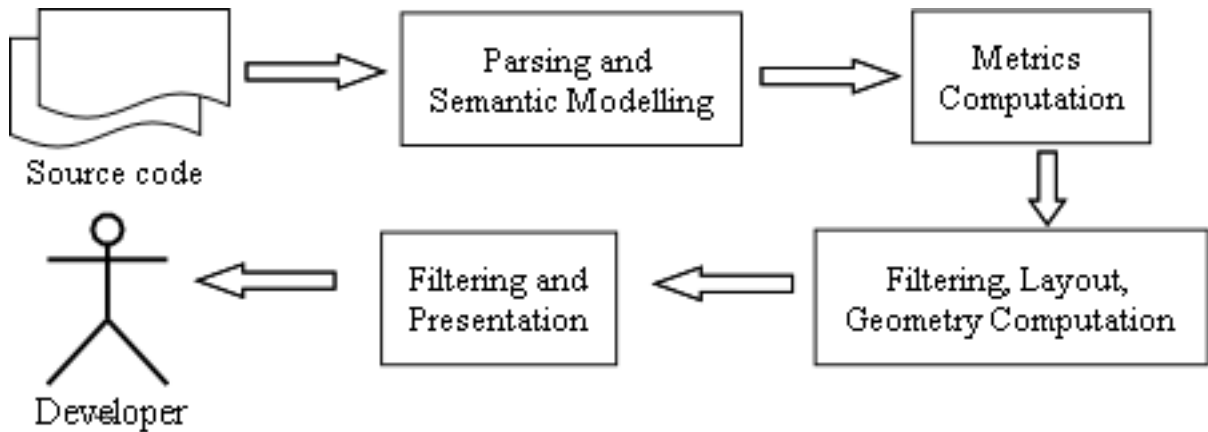 Source code
Parsing and
Semantic Modelling
Metrics
Computation
Filtering, Layout,
Geometry Computation
Filtering and
Presentation
Developer